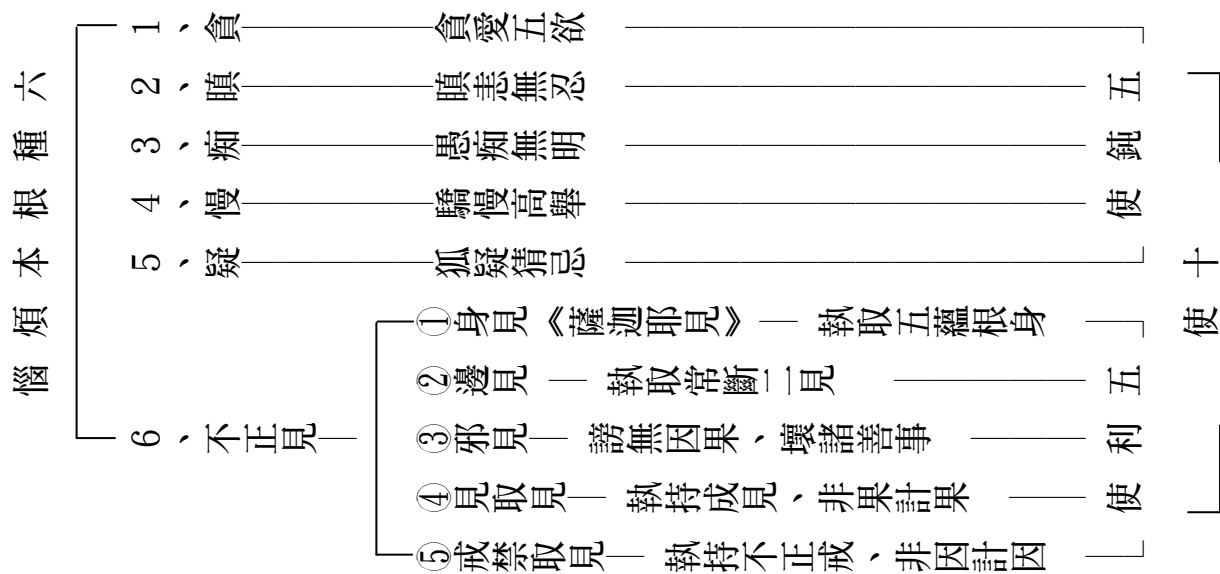 六種根本煩惱
1、貪 貪愛五欲
2、瞋 瞋恚無忍
3、痴 愚痴無明
4、慢 驕慢高舉
5、疑 狐疑猜忌
五鈍使
6、不正見
①身見《薩迦耶見》— 執取五蘊根身
②邊見 — 執取常斷二見
③邪見 — 謗無因果、壞諸善事
④見取見 — 執持成見、非果計果
⑤戒禁取見 — 執持不正戒、非因計因
五利使
十使